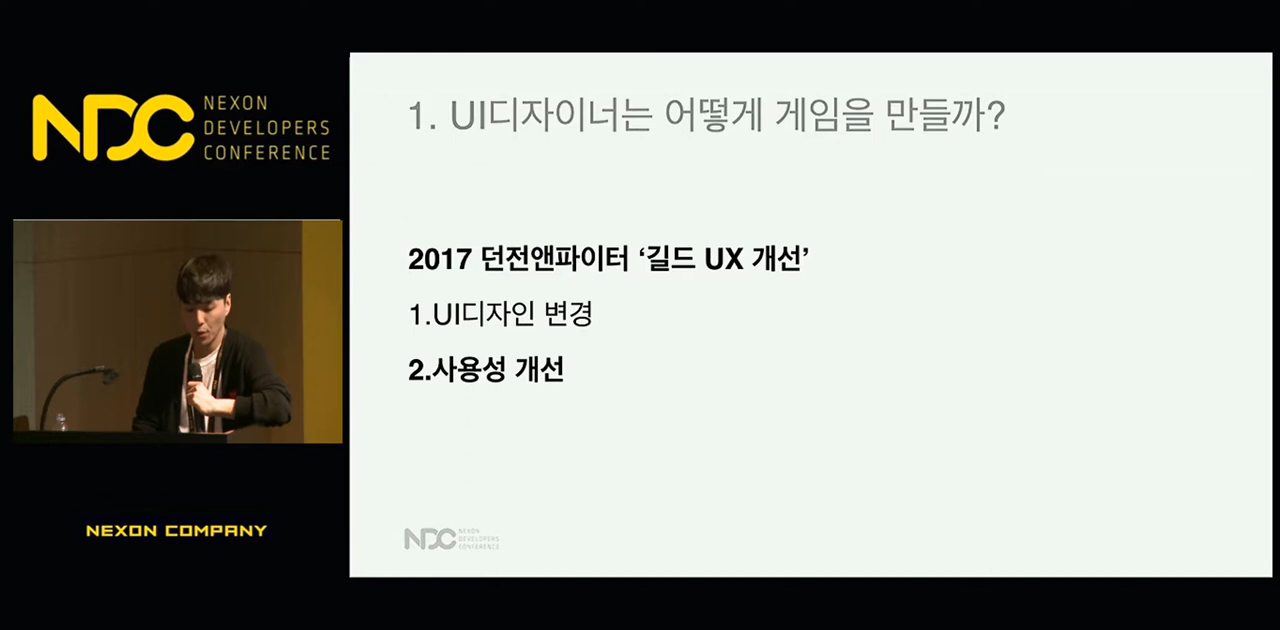 NDC
NEXON
DEVELOPERS
CONFERENCE
1. UI디자이너는 어떻게 게임을 만들까?
2017 던전앤파이터 ‘길드 UX 개선’
1.UI디자인 변경
2.사용성 개선
NDC
NEXON
DEVELOPERS
CONFERENCE
NEXON COMPANY